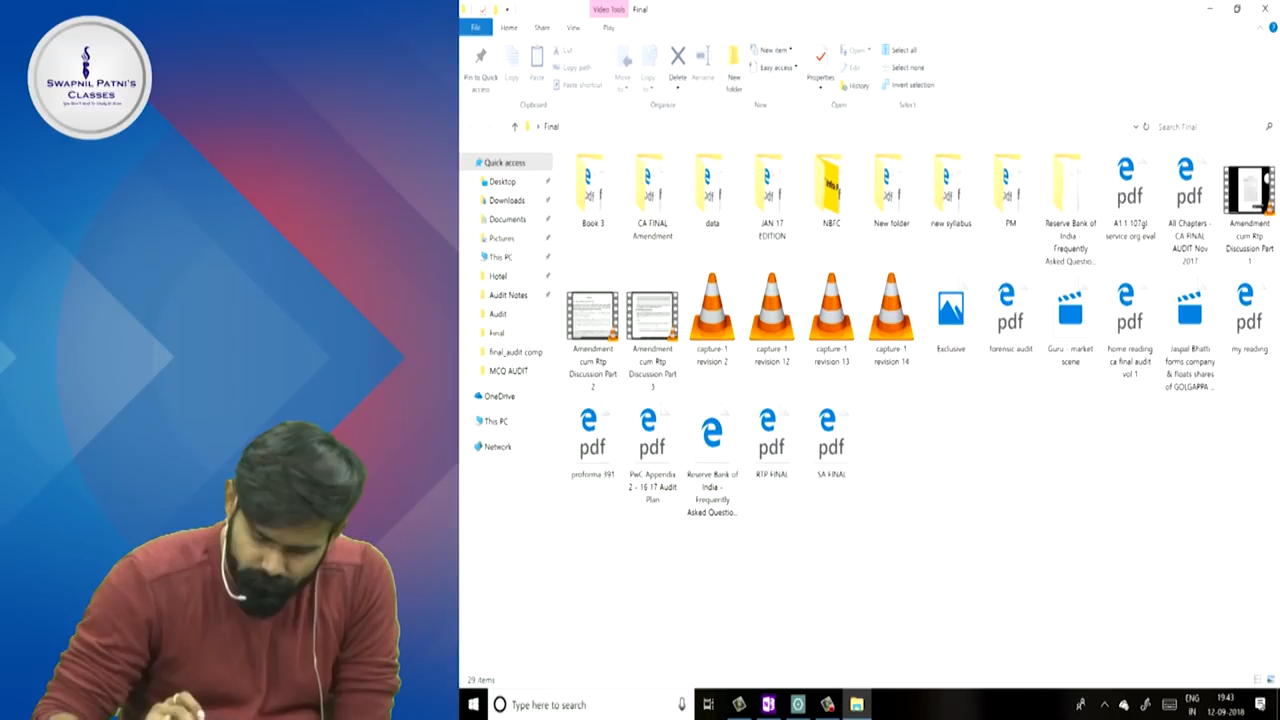 SWAPNIL PATNI'S
CLASSES
Video Tools
Final
File
Home
Share
View
Play
Pin to Quick
access
Copy
Paste
Cut
Copy path
Paste shortcut
Move
to
Copy
to
Delete
Rename
New
folder
New item
Easy access
Properties
Open
Edit
History
Select all
Select none
Invert selection
Clipboard
Organize
New
Open
Select
Final
Search Final
Quick access
Desktop
Downloads
Documents
Pictures
This PC
Hotel
Audit Notes
Audit
Final
final_audit comp
MCQ AUDIT
OneDrive
This PC
Network
Book 3
CA FINAL
Amendment
data
JAN 17
EDITION
NBFC
New folder
new syllabus
PM
Reserve Bank of
India -
Frequently
Asked Questio...
pdf
A1 1 107gl
service org eval
pdf
All Chapters -
CA FINAL
AUDIT Nov
2017
Amendment
cum Rtp
Discussion Part
1
Amendment
cum Rtp
Discussion Part
2
Amendment
cum Rtp
Discussion Part
3
capture-1
revision 2
capture-1
revision 12
capture-1
revision 13
capture-1
revision 14
Exclusive
pdf
forensic audit
Guru - market
scene
pdf
home reading
ca final audit
vol 1
Jaspal Bhatti
forms company
& floats shares
of GOLGAPPA ...
pdf
my reading
pdf
proforma 391
pdf
PwC Appendix
2 - 16 17 Audit
Plan
Reserve Bank of
India -
Frequently
Asked Questio...
pdf
RTP FINAL
pdf
SA FINAL
29 items
Type here to search
ENG
IN
19:43
12-09-2018